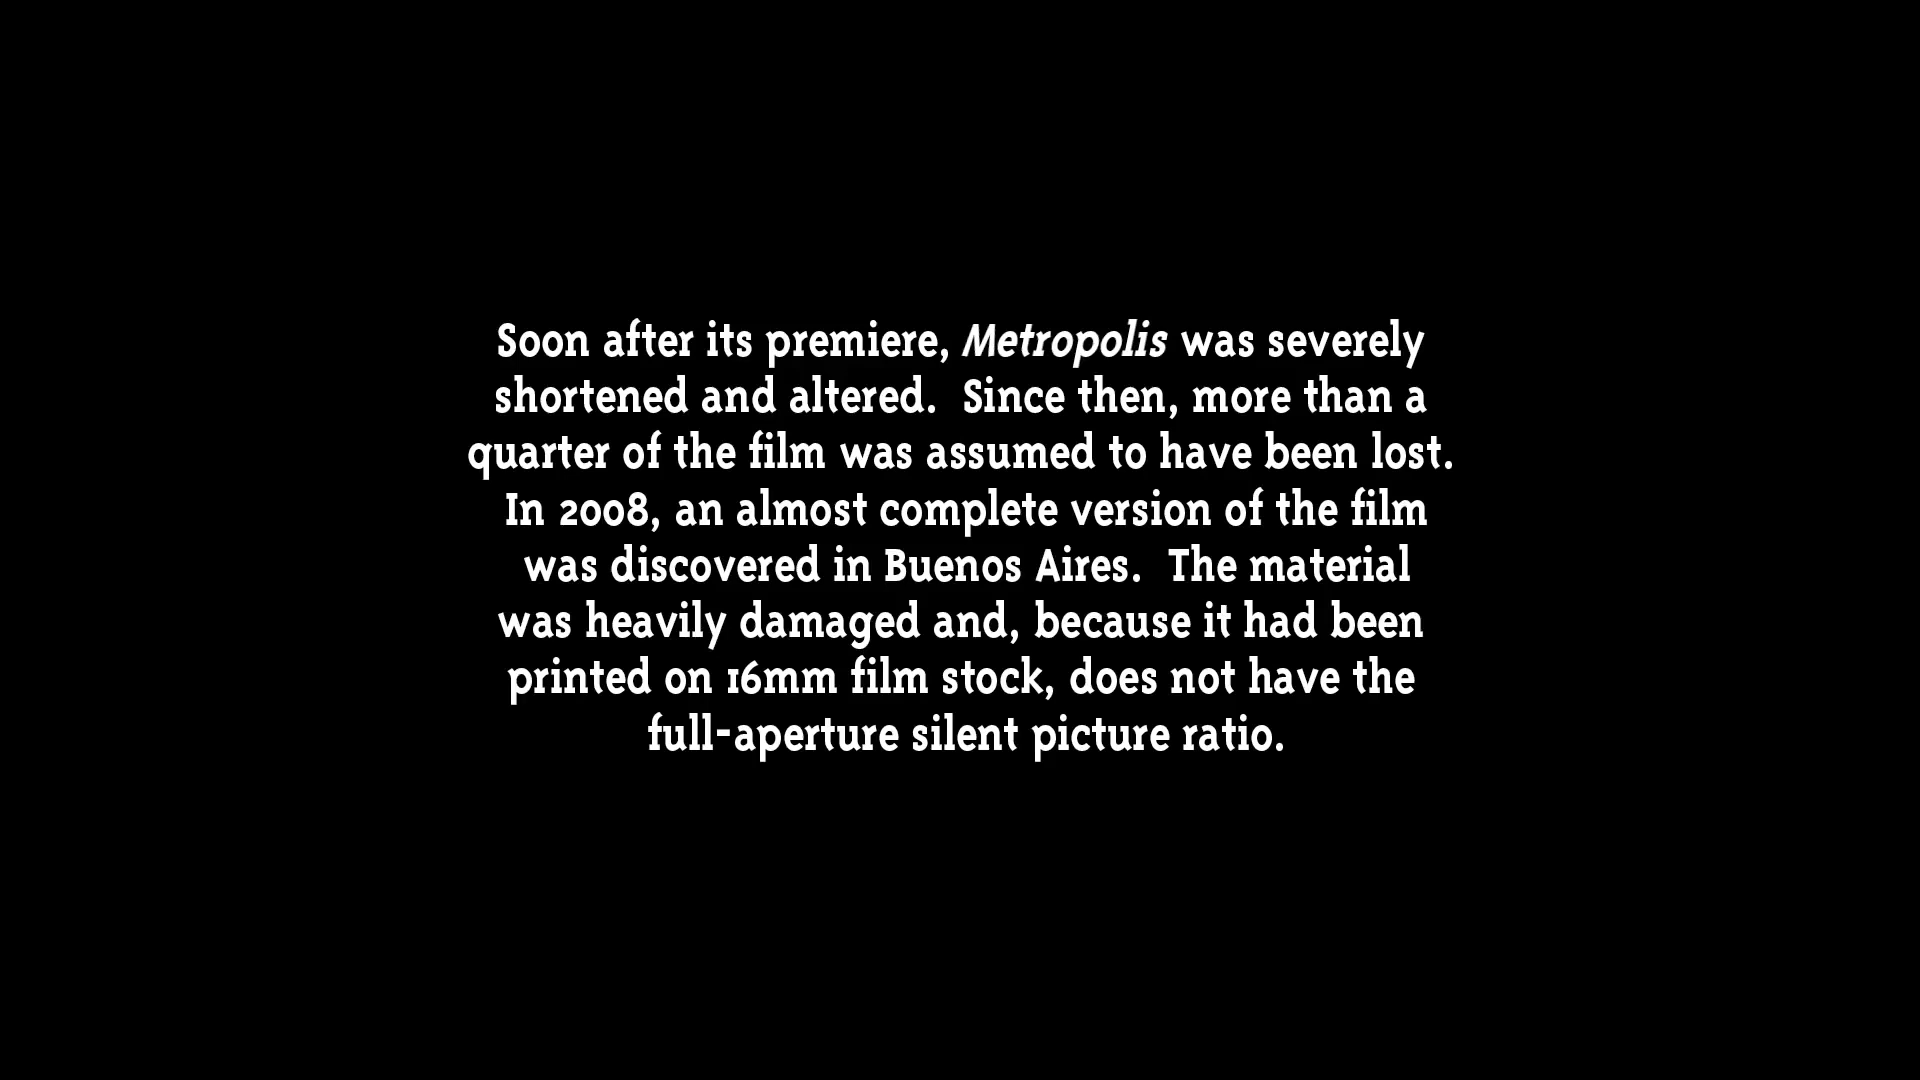 Soon after its premiere, Metropolis was severely
shortened and altered.  Since then, more than a
quarter of the film was assumed to have been lost.
In 2008, an almost complete version of the film
was discovered in Buenos Aires.  The material
was heavily damaged and, because it had been
printed on 16mm film stock, does not have the
full-aperture silent picture ratio.